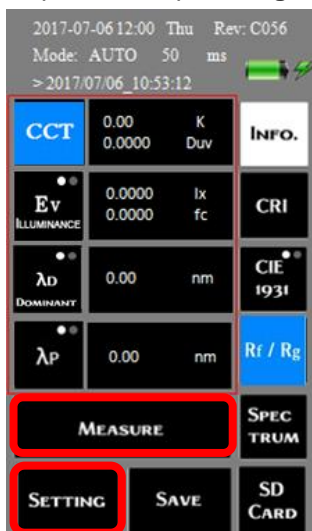 2017-07-06 12:00 Thu Rev: C056
Mode: AUTO 50 ms
> 2017/07/06_10:53:12
CCT
0.00 K
0.0000 Duv
INFO.
Ev
ILLUMINANCE
0.0000 lx
0.0000 fc
CRI
λD
DOMINANT
0.00 nm
CIE
1931
λP
0.00 nm
Rf / Rg
MEASURE
SPEC
TRUM
SETTING
SAVE
SD
CARD